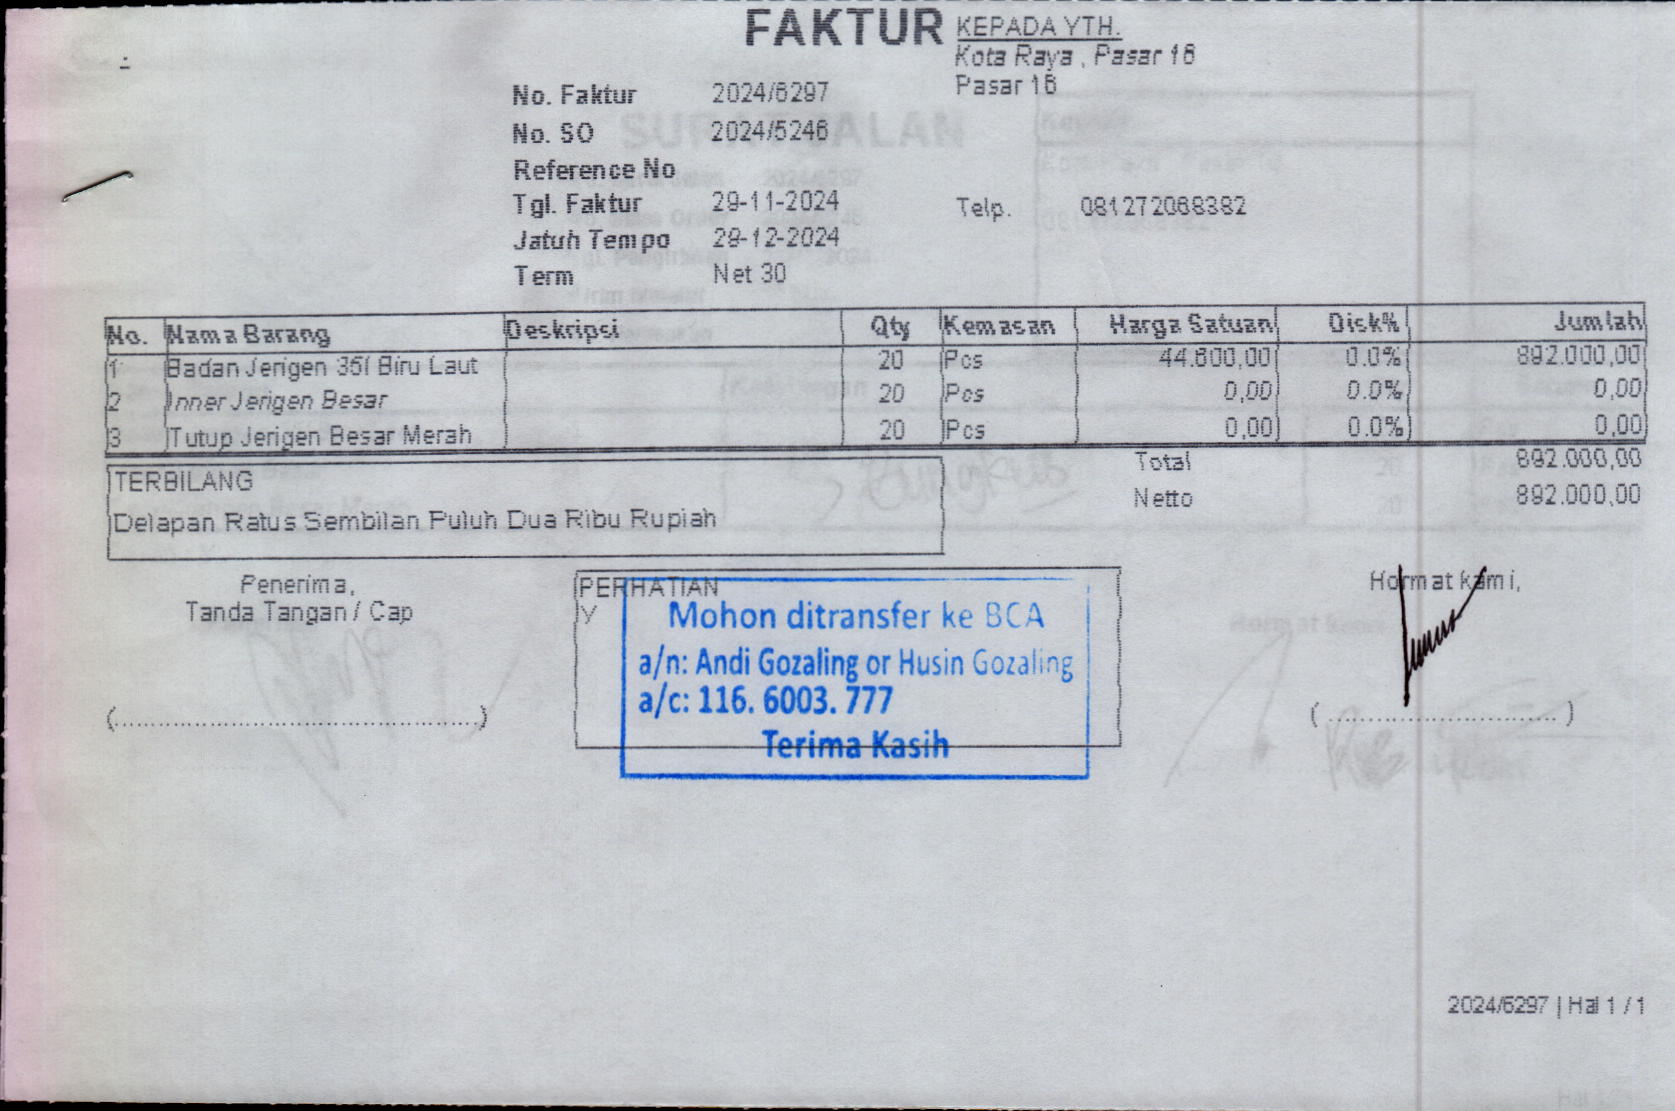 FAKTUR
KEPADA YTH.
Kota Raya , Pasar 16
Pasar 16
No. Faktur 2024/6297
No. SO 2024/5246
Reference No
Tgl. Faktur 29-11-2024
Telp. 081272068382
Jatuh Tempo 29-12-2024
Term Net 30
No. Nama Barang Deskripsi Qty Kemasan Harga Satuan Disk% Jumlah
1 Badan Jerigen 35l Biru Laut 20 Pcs 44.600,00 0.0% 892.000,00
2 Inner Jerigen Besar 20 Pcs 0,00 0.0% 0,00
3 Tutup Jerigen Besar Merah 20 Pcs 0,00 0.0% 0,00
Total 892.000,00
Netto 892.000,00
TERBILANG
Delapan Ratus Sembilan Puluh Dua Ribu Rupiah
Penerima,
Tanda Tangan / Cap
(................................................)
PERHATIAN
Y
Mohon ditransfer ke BCA
a/n: Andi Gozaling or Husin Gozaling
a/c: 116. 6003. 777
Terima Kasih
Hormat kami,
( .............................. )
2024/6297 | Hal 1 / 1